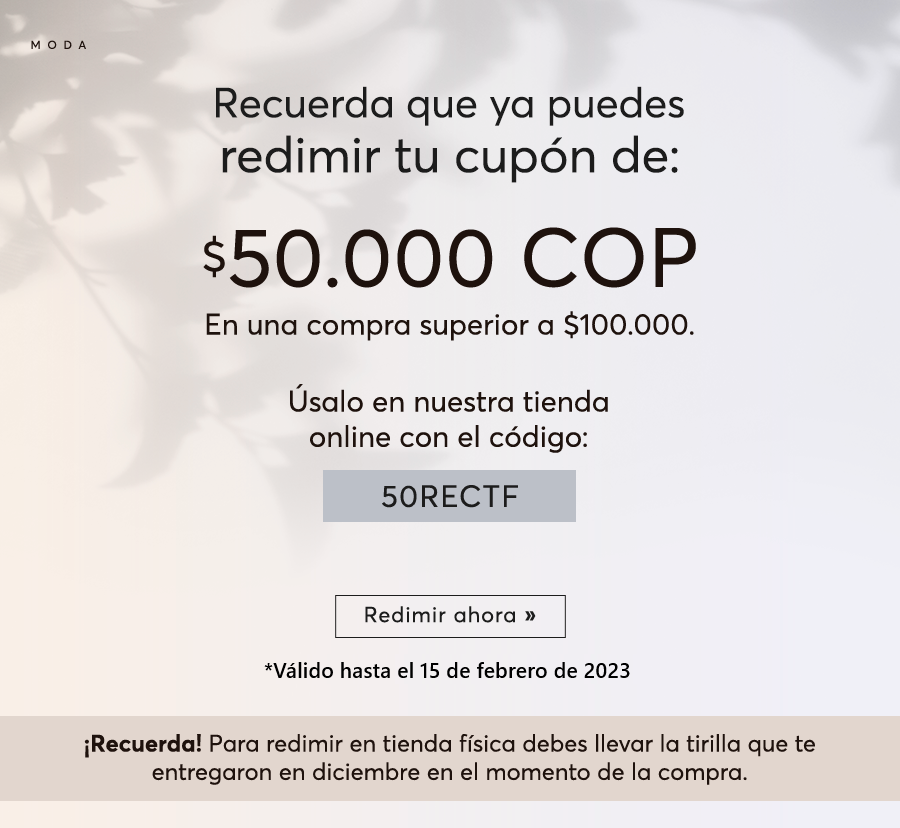 MODA
Recuerda que ya puedes
redimir tu cupón de:
$50.000 COP
En una compra superior a $100.000.
Úsalo en nuestra tienda
online con el código:
50RECTF
Redimir ahora »
*Válido hasta el 15 de febrero de 2023
¡Recuerda! Para redimir en tienda física debes llevar la tirilla que te
entregaron en diciembre en el momento de la compra.